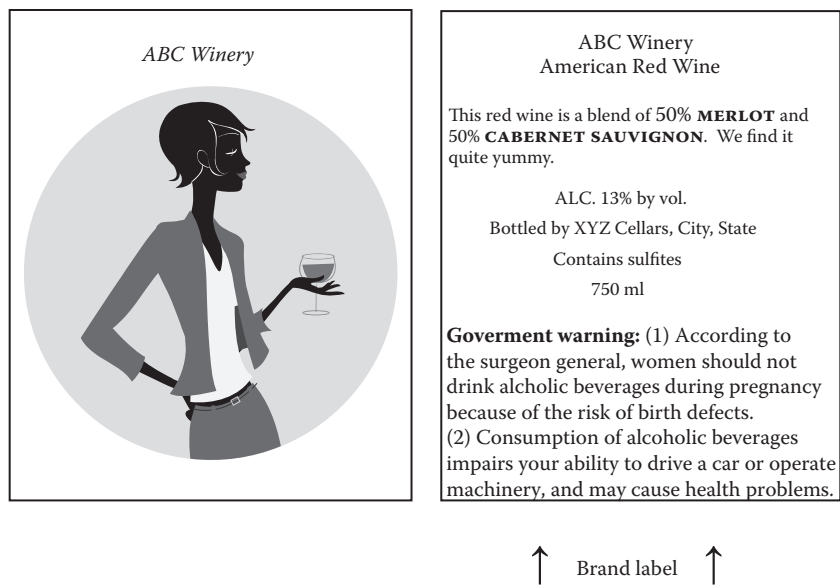 ABC Winery
ABC Winery
American Red Wine
This red wine is a blend of 50% MERLOT and
50% CABERNET SAUVIGNON. We find it
quite yummy.
ALC. 13% by vol.
Bottled by XYZ Cellars, City, State
Contains sulfites
750 ml
Goverment warning: (1) According to
the surgeon general, women should not
drink alcholic beverages during pregnancy
because of the risk of birth defects.
(2) Consumption of alcoholic beverages
impairs your ability to drive a car or operate
machinery, and may cause health problems.
Brand label